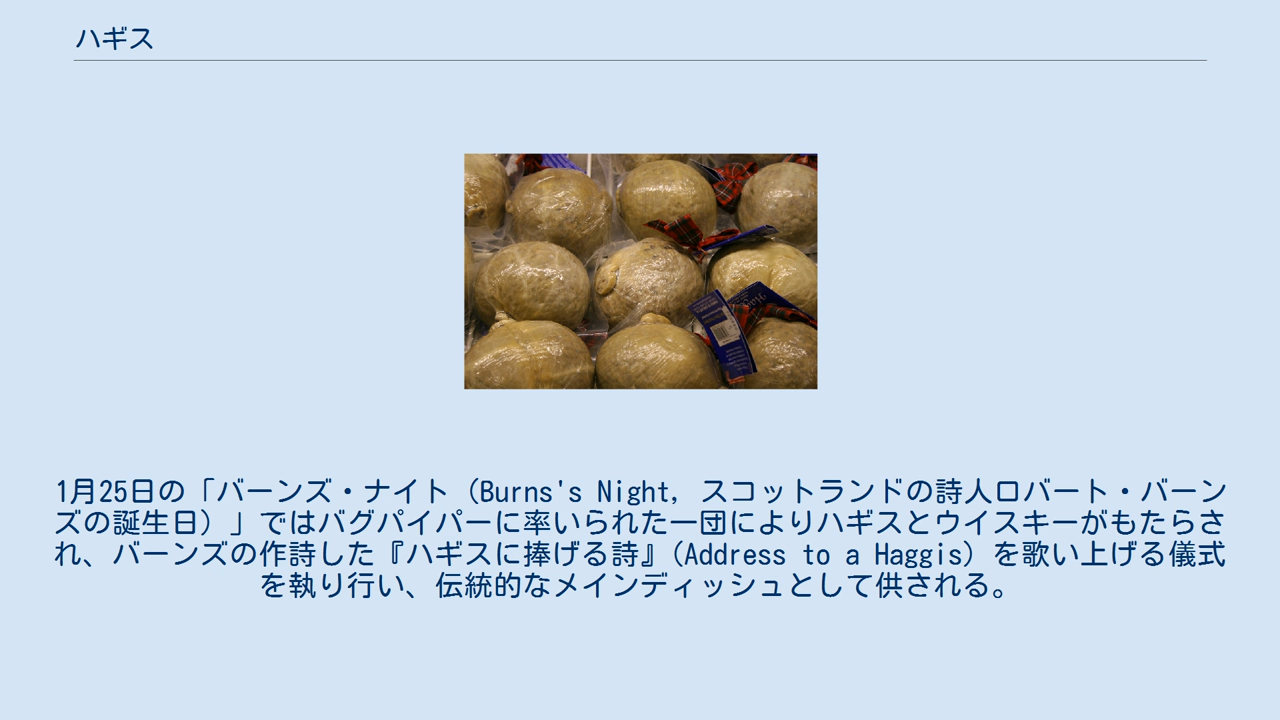 ハギス
1月25日の「バーンズ・ナイト（Burns's Night, スコットランドの詩人ロバート・バーン
ズの誕生日）」ではバグパイパーに率いられた一団によりハギスとウイスキーがもたらさ
れ、バーンズの作詩した『ハギスに捧げる詩』(Address to a Haggis) を歌い上げる儀式
を執り行い、伝統的なメインディッシュとして供される。